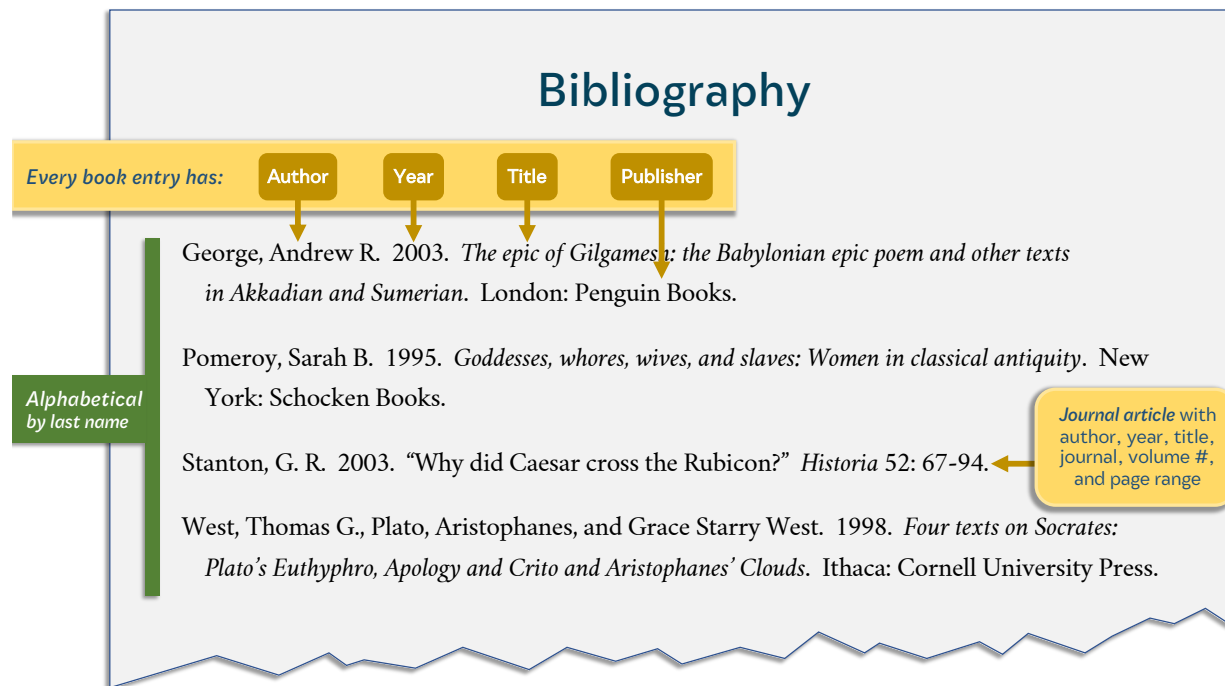 Bibliography
Every book entry has: Author Year Title Publisher
George, Andrew R. 2003. The epic of Gilgamesh: the Babylonian epic poem and other texts
in Akkadian and Sumerian. London: Penguin Books.
Pomeroy, Sarah B. 1995. Goddesses, whores, wives, and slaves: Women in classical antiquity. New
York: Schocken Books.
Alphabetical
by last name
Stanton, G. R. 2003. “Why did Caesar cross the Rubicon?” Historia 52: 67-94.
Journal article with
author, year, title,
journal, volume #,
and page range
West, Thomas G., Plato, Aristophanes, and Grace Starry West. 1998. Four texts on Socrates:
Plato’s Euthyphro, Apology and Crito and Aristophanes’ Clouds. Ithaca: Cornell University Press.